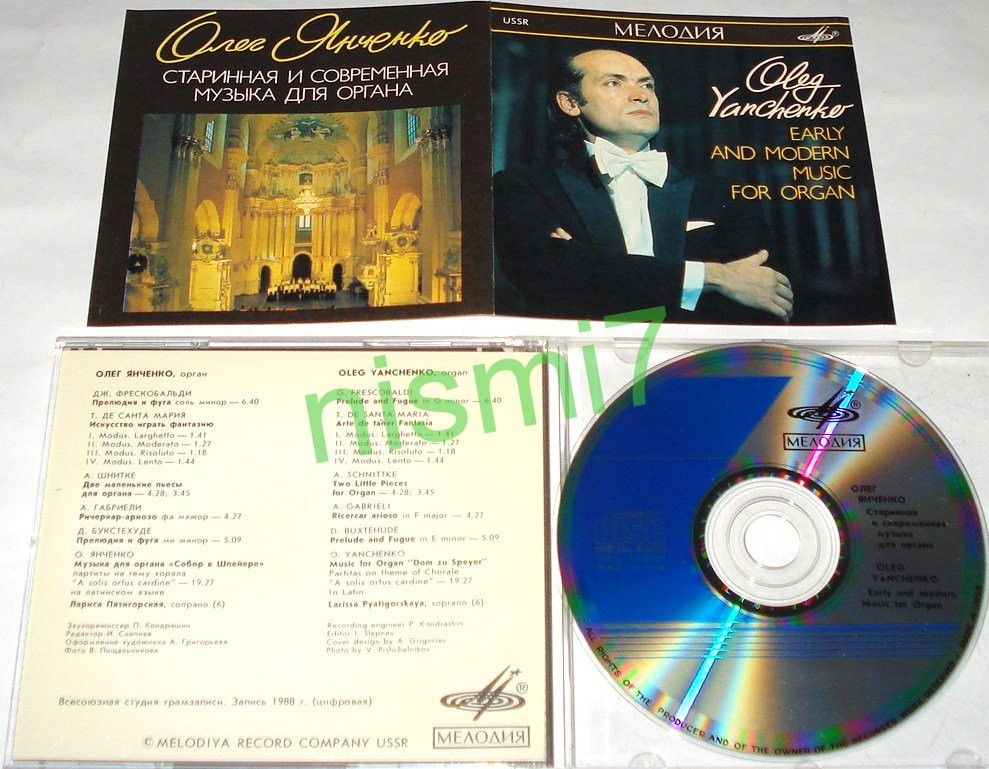 Олег Янченко
СТАРИННАЯ И СОВРЕМЕННАЯ
МУЗЫКА ДЛЯ ОРГАНА
USSR
МЕЛОДИЯ
Oleg
Yanchenko
EARLY
AND MODERN
MUSIC
FOR ORGAN
ОЛЕГ ЯНЧЕНКО, орган
ДЖ. ФРЕСКОБАЛЬДИ
Прелюдия и фуга соль минор — 6.40
Т. ДЕ САНТА МАРИЯ
Искусство играть фантазию
I. Modus. Larghetto — 1.41
II. Modus. Moderato — 1.27
III. Modus. Risoluto — 1.18
IV. Modus. Lento — 1.44
А. ШНИТКЕ
Две маленькие пьесы
для органа — 4.28; 3.45
А. ГАБРИЕЛИ
Ричеркар-ариозо фа мажор — 4.27
Д. БУКСТЕХУДЕ
Прелюдия и фуга ми минор — 5.09
О. ЯНЧЕНКО
Музыка для органа «Собор в Шпейере»
партиты на тему хорала
"A solis ortus cardine" — 19.27
на латинском языке
Лариса Пятигорская, сопрано (6)
Звукорежиссер П. Кондрашин
Редактор И. Слепнев
Оформление художника А. Григорьева
Фото В. Пищальникова
OLEG YANCHENKO, organ
G. FRESCOBALDI
Prelude and Fugue in G minor — 6.40
T. DE SANTA MARIA
Arte de tañer Fantasia
I. Modus. Larghetto — 1.41
II. Modus. Moderato — 1.27
III. Modus. Risoluto — 1.18
IV. Modus. Lento — 1.44
A. SCHNITTKE
Two Little Pieces
for Organ — 4.28; 3.45
A. GABRIELI
Ricercar arioso in F major — 4.27
D. BUXTEHUDE
Prelude and Fugue in E minor — 5.09
O. YANCHENKO
Music for Organ "Dom zu Speyer"
Partitas on theme of Chorale
"A solis ortus cardine" — 19.27
In Latin
Larissa Pyatigorskaya, soprano (6)
Recording engineer P. Kondrashin
Editor I. Slepnev
Cover design by A. Grigoriev
Photo by V. Pishchalnikov
Всесоюзная студия грамзаписи. Запись 1988 г. (цифровая)
© MELODIYA RECORD COMPANY USSR
®
МЕЛОДИЯ
®
МЕЛОДИЯ
ОЛЕГ
ЯНЧЕНКО
Старинная
и современная
музыка
для органа
OLEG
YANCHENKO
Early and Modern
Music for Organ
ALL RIGHTS OF THE PRODUCER AND OF THE OWNER OF THE RECORDED WORK
nismi7